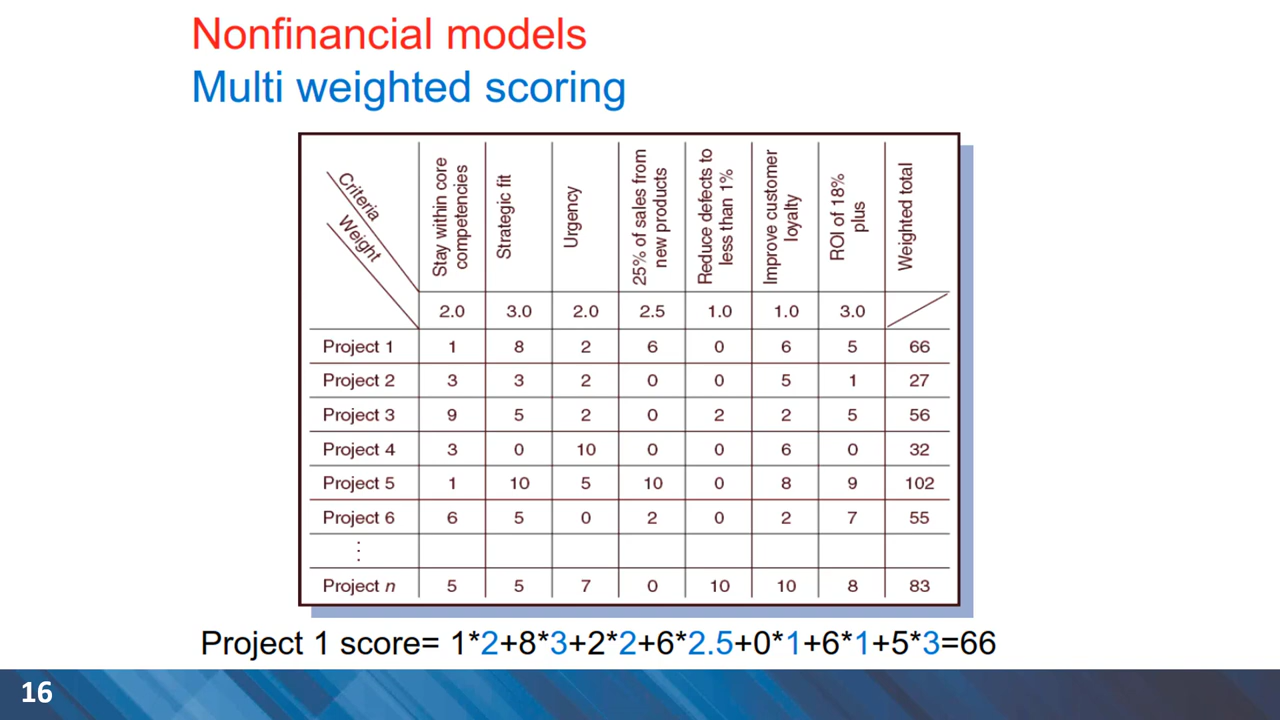 Nonfinancial models
Multi weighted scoring
Criteria
Weight
Stay within core
competencies
Strategic fit
Urgency
25% of sales from
new products
Reduce defects to
less than 1%
Improve customer
loyalty
ROI of 18%
plus
Weighted total
2.0 3.0 2.0 2.5 1.0 1.0 3.0
Project 1 1 8 2 6 0 6 5 66
Project 2 3 3 2 0 0 5 1 27
Project 3 9 5 2 0 2 2 5 56
Project 4 3 0 10 0 0 6 0 32
Project 5 1 10 5 10 0 8 9 102
Project 6 6 5 0 2 0 2 7 55
⋮
Project n 5 5 7 0 10 10 8 83
Project 1 score= 1*2+8*3+2*2+6*2.5+0*1+6*1+5*3=66
16